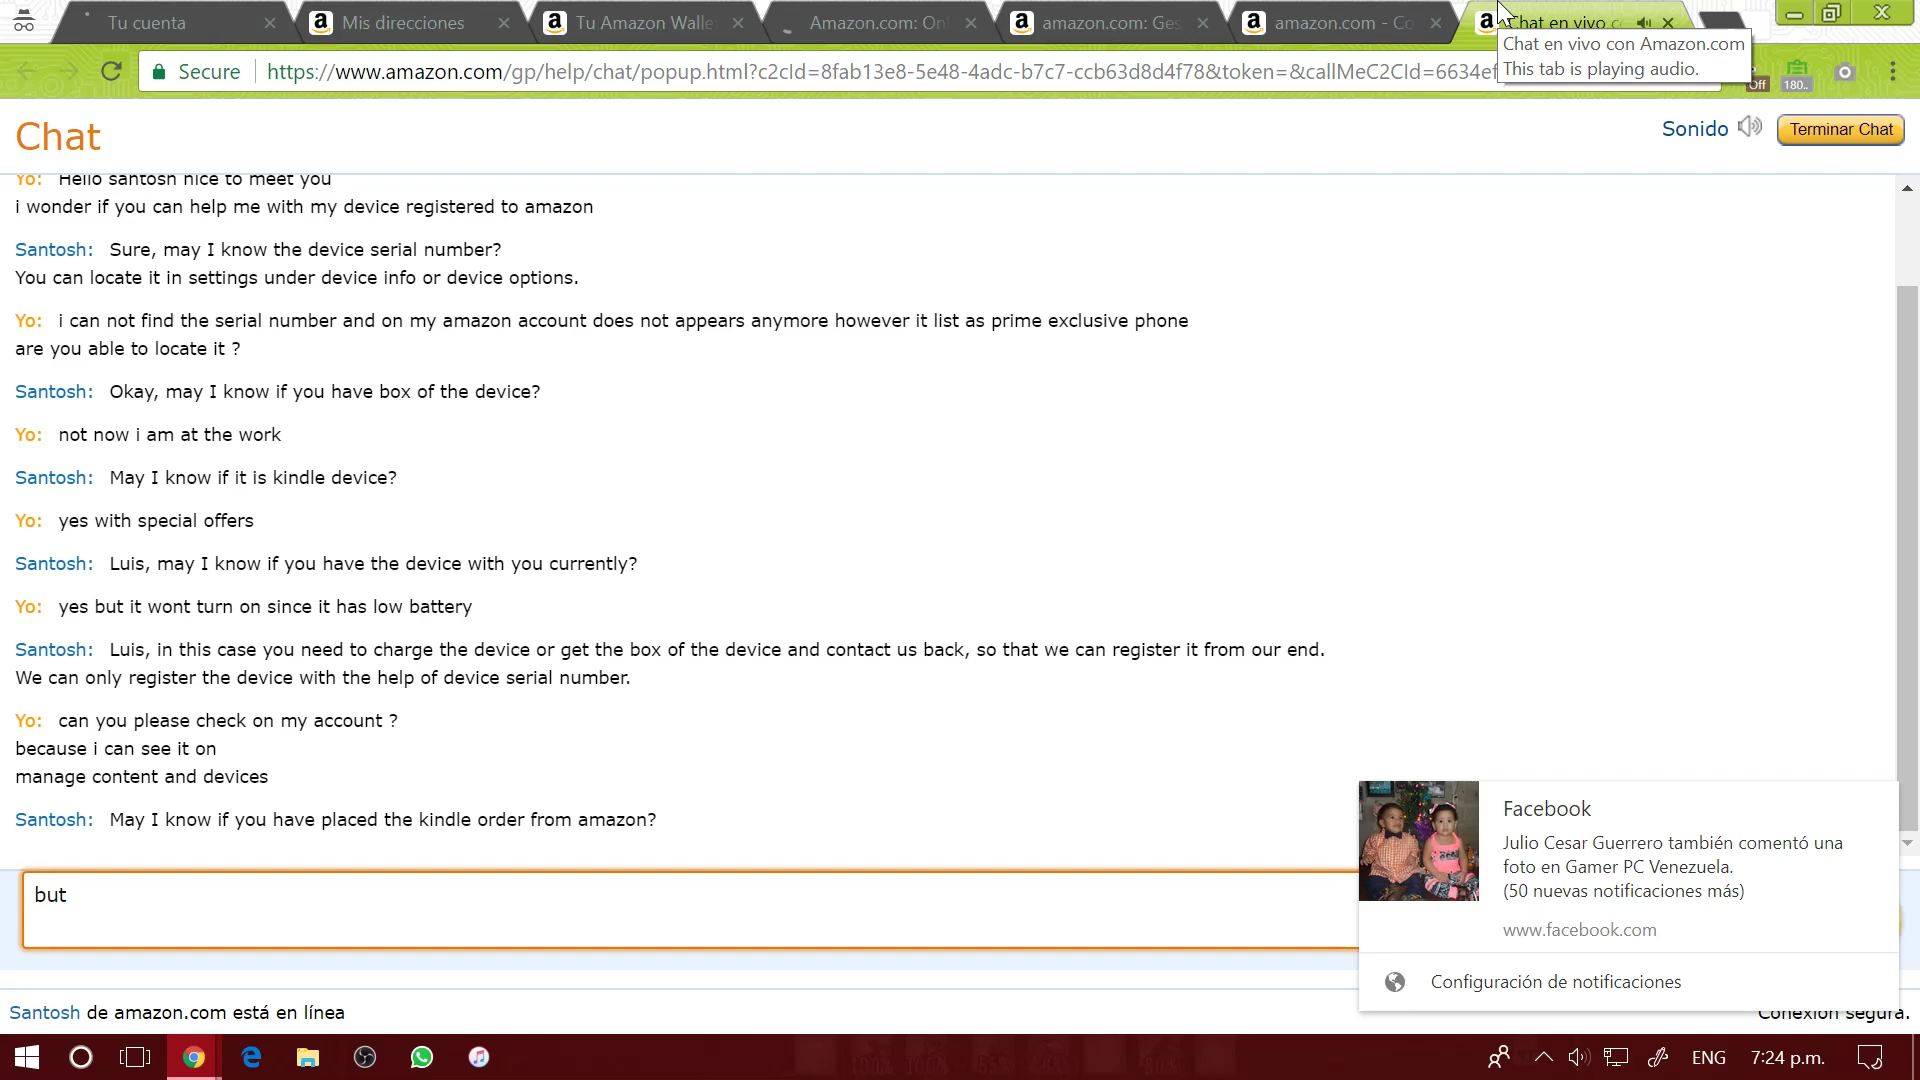 Tu cuenta
Mis direcciones
Tu Amazon Walle
Amazon.com: Onl
amazon.com: Ges
amazon.com - Co
Chat en vivo co
Chat en vivo con Amazon.com
This tab is playing audio.
Secure
https://www.amazon.com/gp/help/chat/popup.html?c2cId=8fab13e8-5e48-4adc-b7c7-ccb63d8d4f78&token=&callMeC2CId=6634ef
Off
180..
Chat
Sonido
Terminar Chat
Yo: Hello santosh nice to meet you
i wonder if you can help me with my device registered to amazon
Santosh: Sure, may I know the device serial number?
You can locate it in settings under device info or device options.
Yo: i can not find the serial number and on my amazon account does not appears anymore however it list as prime exclusive phone
are you able to locate it ?
Santosh: Okay, may I know if you have box of the device?
Yo: not now i am at the work
Santosh: May I know if it is kindle device?
Yo: yes with special offers
Santosh: Luis, may I know if you have the device with you currently?
Yo: yes but it wont turn on since it has low battery
Santosh: Luis, in this case you need to charge the device or get the box of the device and contact us back, so that we can register it from our end.
We can only register the device with the help of device serial number.
Yo: can you please check on my account ?
because i can see it on
manage content and devices
Santosh: May I know if you have placed the kindle order from amazon?
but
Facebook
Julio Cesar Guerrero también comentó una
foto en Gamer PC Venezuela.
(50 nuevas notificaciones más)
www.facebook.com
Configuración de notificaciones
Santosh de amazon.com está en línea
Conexión segura.
ENG
7:24 p.m.